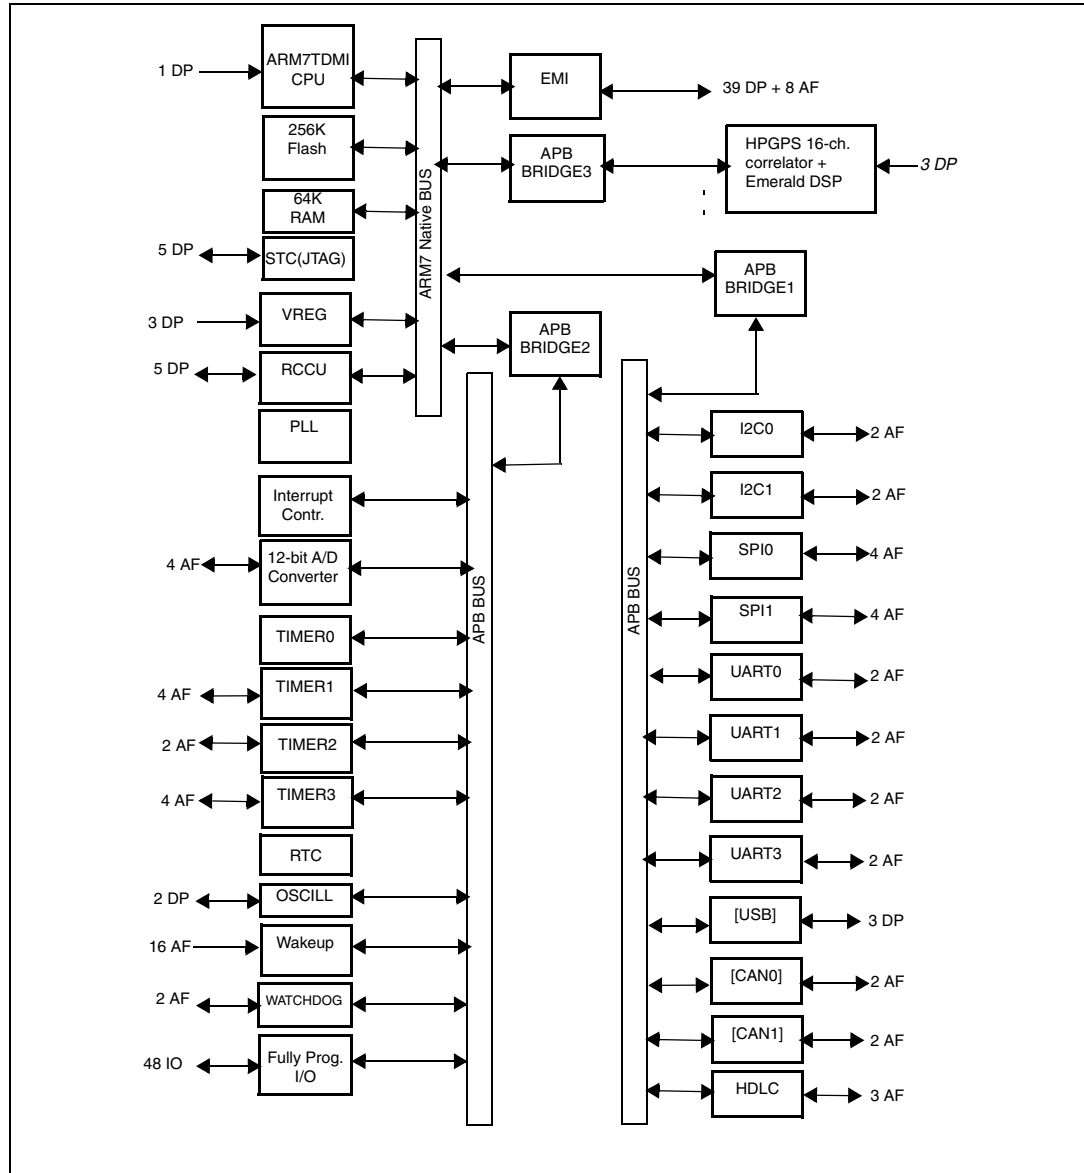 1 DP
ARM7TDMI
CPU
256K
Flash
64K
RAM
5 DP
STC(JTAG)
3 DP
VREG
5 DP
RCCU
PLL
Interrupt
Contr.
4 AF
12-bit A/D
Converter
TIMER0
4 AF
TIMER1
2 AF
TIMER2
4 AF
TIMER3
RTC
2 DP
OSCILL
16 AF
Wakeup
2 AF
WATCHDOG
48 IO
Fully Prog.
I/O
ARM7 Native BUS
APB BUS
EMI
39 DP + 8 AF
APB
BRIDGE3
HPGPS 16-ch.
correlator +
Emerald DSP
3 DP
APB
BRIDGE1
APB
BRIDGE2
APB BUS
I2C0
2 AF
I2C1
2 AF
SPI0
4 AF
SPI1
4 AF
UART0
2 AF
UART1
2 AF
UART2
2 AF
UART3
2 AF
[USB]
3 DP
[CAN0]
2 AF
[CAN1]
2 AF
HDLC
3 AF